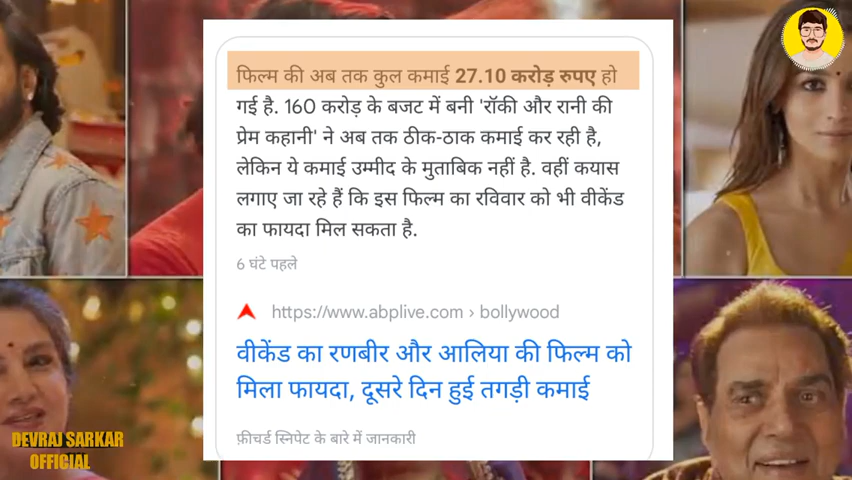 फिल्म की अब तक कुल कमाई 27.10 करोड़ रुपए हो
गई है. 160 करोड़ के बजट में बनी 'रॉकी और रानी की
प्रेम कहानी' ने अब तक ठीक-ठाक कमाई कर रही है,
लेकिन ये कमाई उम्मीद के मुताबिक नहीं है. वहीं कयास
लगाए जा रहे हैं कि इस फिल्म का रविवार को भी वीकेंड
का फायदा मिल सकता है.
6 घंटे पहले
https://www.abplive.com › bollywood
वीकेंड का रणबीर और आलिया की फिल्म को
मिला फायदा, दूसरे दिन हुई तगड़ी कमाई
फ़ीचर्ड स्निपेट के बारे में जानकारी
DEVRAJ SARKAR
OFFICIAL